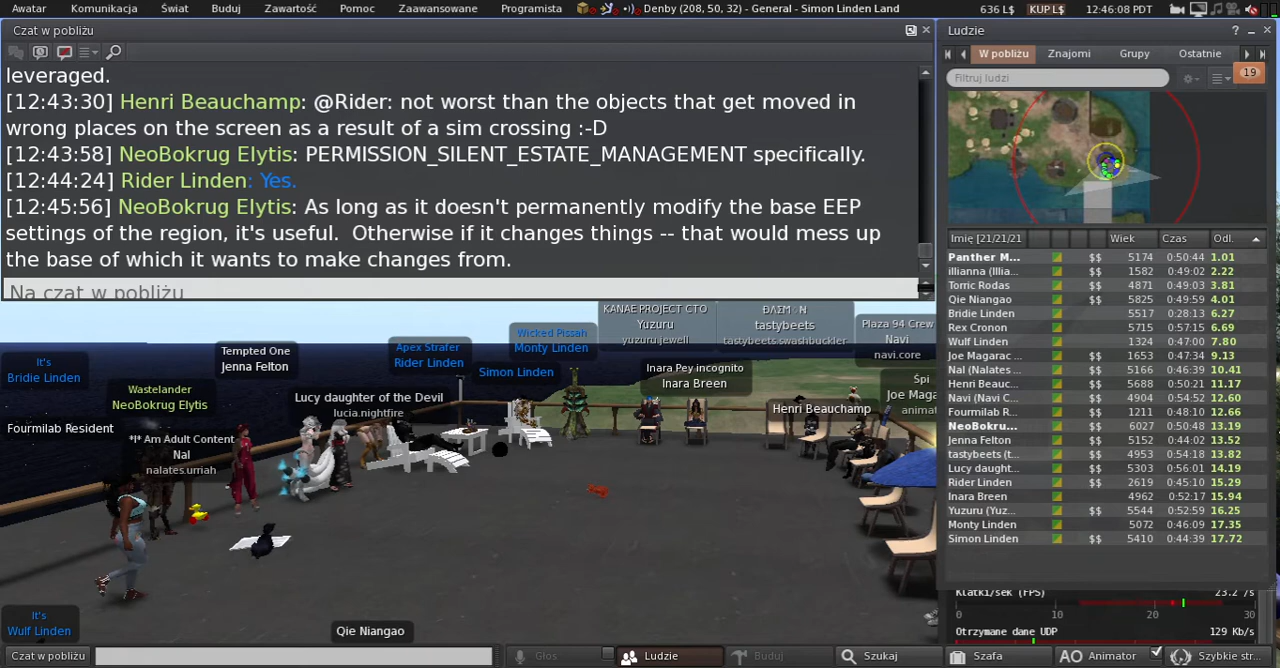 Awatar Komunikacja Świat Buduj Zawartość Pomoc Zaawansowane Programista Denby (208, 50, 32) - General - Simon Linden Land 636 L$ KUP L$ 12:46:08 PDT
Czat w pobliżu
leveraged.
[12:43:30] Henri Beauchamp: @Rider: not worst than the objects that get moved in
wrong places on the screen as a result of a sim crossing :-D
[12:43:58] NeoBokrug Elytis: PERMISSION_SILENT_ESTATE_MANAGEMENT specifically.
[12:44:24] Rider Linden: Yes.
[12:45:56] NeoBokrug Elytis: As long as it doesn't permanently modify the base EEP
settings of the region, it's useful.  Otherwise if it changes things -- that would mess up
the base of which it wants to make changes from.
Na czat w pobliżu
Ludzie
W pobliżu Znajomi Grupy Ostatnie
19
Filtruj ludzi
Imię [21/21/21 Wiek Czas Odl.
Panther M... $$ 5174 0:50:44 1.01
illianna (Illia... $$ 1582 0:49:02 2.22
Torric Rodas $$ 4871 0:49:03 3.81
Qie Niangao $$ 5825 0:49:59 4.01
Bridie Linden 5317 0:28:13 6.27
Rex Cronon 5715 0:57:15 6.69
Wulf Linden 1324 0:47:00 7.80
Joe Magarac ... $$ 1653 0:47:34 9.13
Nal (Nalates ... $$ 5166 0:46:39 10.41
Henri Beauc... $$ 5688 0:50:21 11.17
Navi (Navi C... $$ 4904 0:54:52 12.60
Fourmilab R... $$ 1211 0:48:10 12.66
NeoBokru... $$ 6027 0:50:48 13.19
Jenna Felton $$ 5152 0:44:02 13.52
tastybeets (t... $$ 4953 0:54:18 13.82
Lucy daught... $$ 5303 0:56:01 14.19
Rider Linden $$ 2619 0:45:10 15.29
Inara Breen 4962 0:52:17 15.94
Yuzuru (Yuz... $$ 5544 0:52:59 16.25
Monty Linden 5072 0:46:09 17.35
Simon Linden $$ 5410 0:44:39 17.72
Klatki/sek (FPS) 23.2 /s
0 10 20 30
Otrzymane dane UDP 129 Kb/s
It's
Bridie Linden
Tempted One
Jenna Felton
Apex Strafer
Rider Linden
Wicked Pissah
Monty Linden
Simon Linden
KANAE PROJECT CTO
Yuzuru
yuzuru.jewell
tastybeets
tastybeets.swashbuckler
Plaza 94 Crew
Navi
navi.core
Wastelander
NeoBokrug Elytis
Lucy daughter of the Devil
lucia.nightfire
Inara Pey incognito
Inara Breen
Henri Beauchamp
Śpi
Joe Maga
animat
Fourmilab Resident
*!* Am Adult Content
Nal
nalates.urriah
It's
Wulf Linden
Qie Niangao
Czat w pobliżu Głos Ludzie Buduj Szukaj Szafa AO Animator Szybkie str...